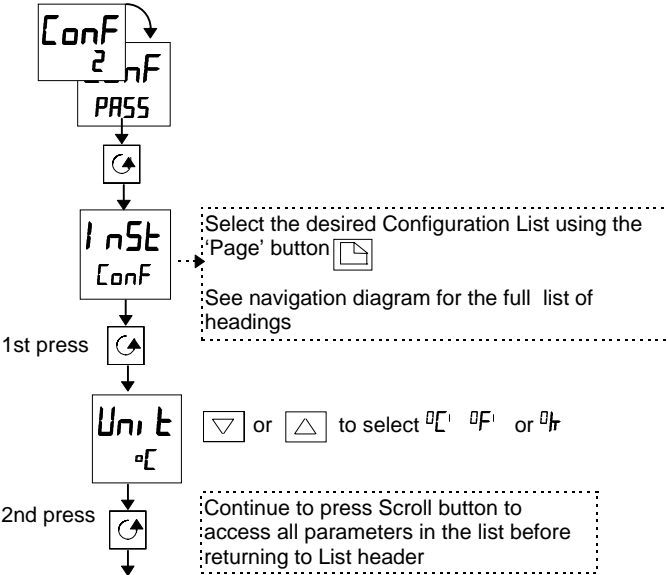 ConF
2
ConF
PASS
InSt
ConF
Select the desired Configuration List using the
'Page' button
See navigation diagram for the full list of
headings
1st press
Unit
°C
or to select °C' °F' or °k
2nd press
Continue to press Scroll button to
access all parameters in the list before
returning to List header